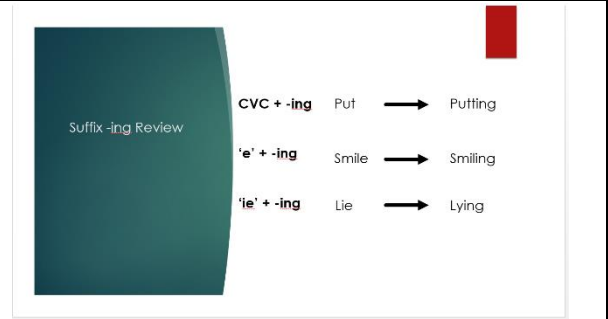 Suffix -ing Review
CVC + -ing Put Putting
‘e’ + -ing Smile Smiling
‘ie’ + -ing Lie Lying